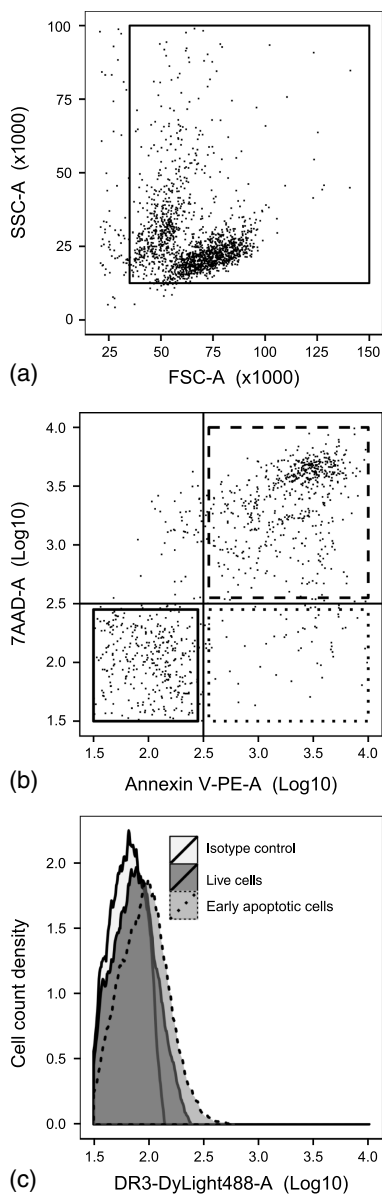 100
75
50
25
0
SSC-A (x1000)
25 50 75 100 125 150
FSC-A (x1000)
(a)
4.0
3.5
3.0
2.5
2.0
1.5
7AAD-A (Log10)
1.5 2.0 2.5 3.0 3.5 4.0
Annexin V-PE-A (Log10)
(b)
Isotype control
Live cells
Early apoptotic cells
2.0
1.5
1.0
0.5
0.0
Cell count density
1.5 2.0 2.5 3.0 3.5 4.0
DR3-DyLight488-A (Log10)
(c)